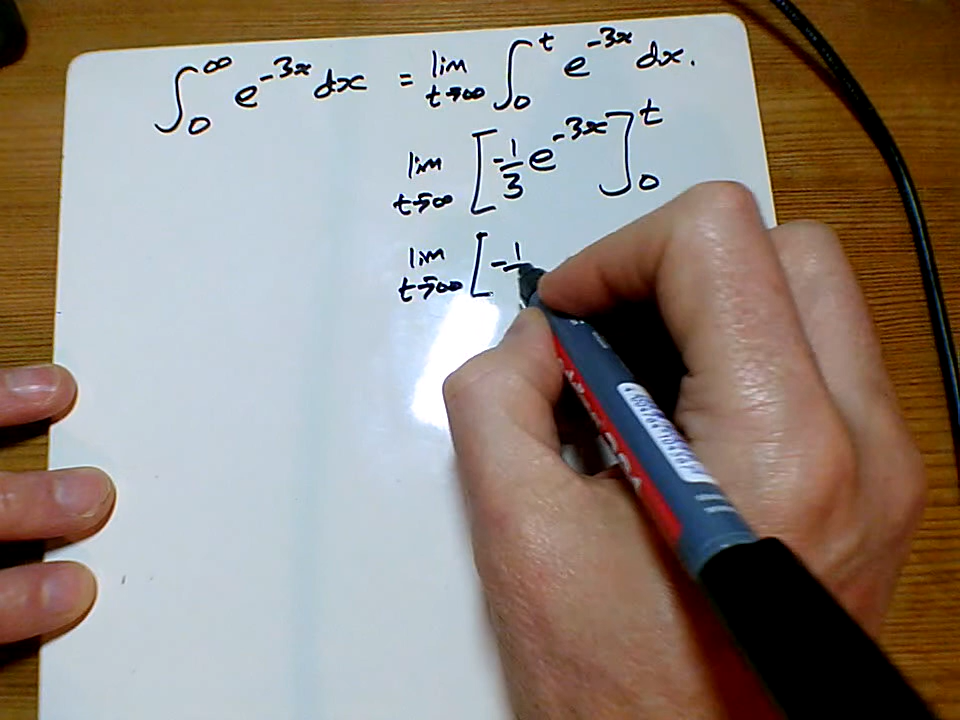 ∫₀^∞ e^{-3x} dx = lim_{t→∞} ∫₀^t e^{-3x} dx.
lim_{t→∞} [-1/3 e^{-3x}]₀^t
lim_{t→∞} [-1